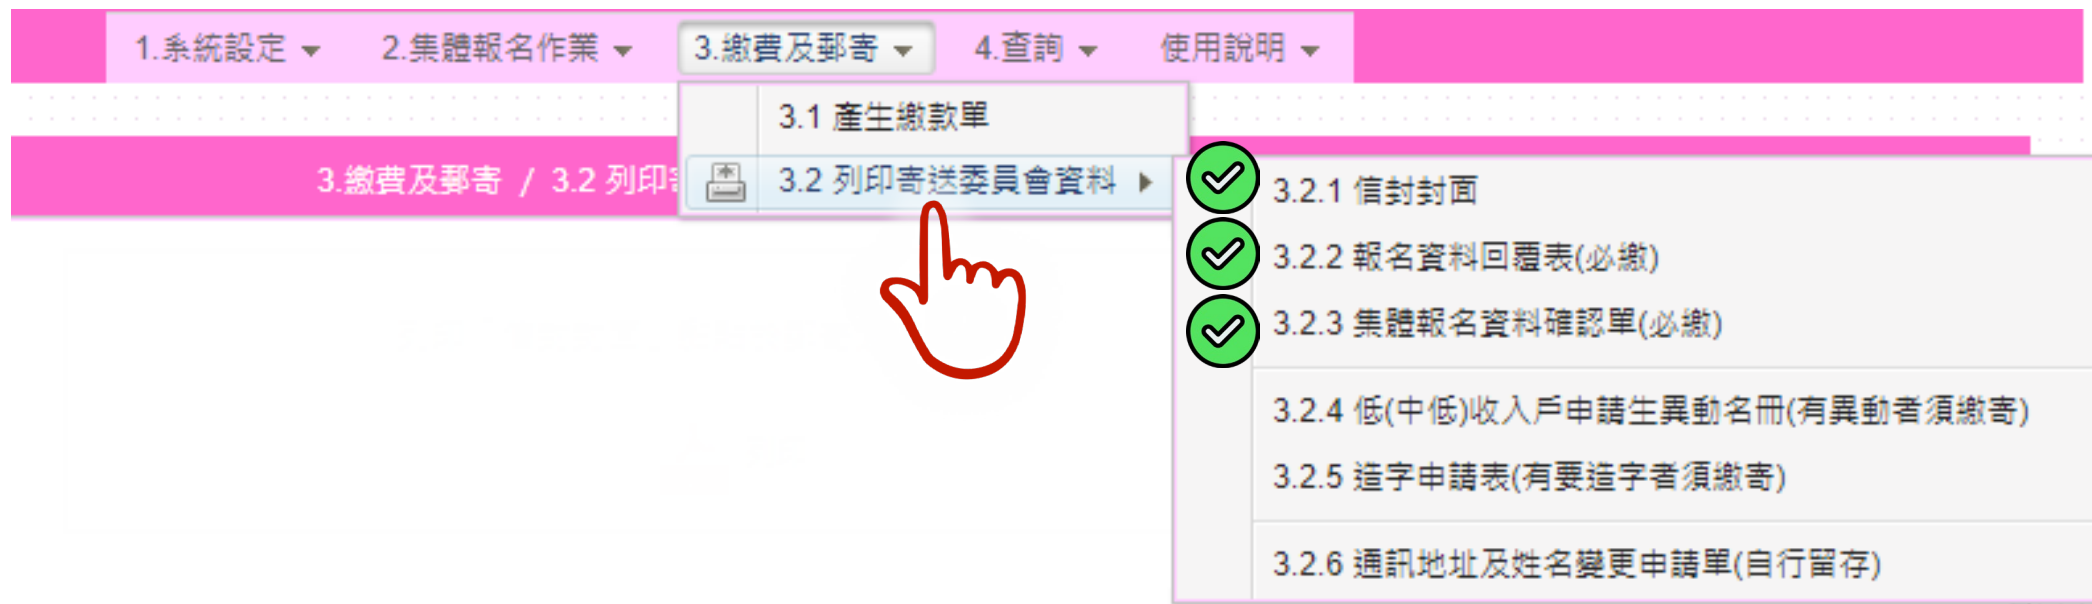 1.系統設定
2.集體報名作業
3.繳費及郵寄
4.查詢
使用說明
3.1 產生繳款單
3.繳費及郵寄 / 3.2 列印
3.2 列印寄送委員會資料
3.2.1 信封封面
3.2.2 報名資料回覆表(必繳)
3.2.3 集體報名資料確認單(必繳)
3.2.4 低(中低)收入戶申請生異動名冊(有異動者須繳寄)
3.2.5 造字申請表(有要造字者須繳寄)
3.2.6 通訊地址及姓名變更申請單(自行留存)